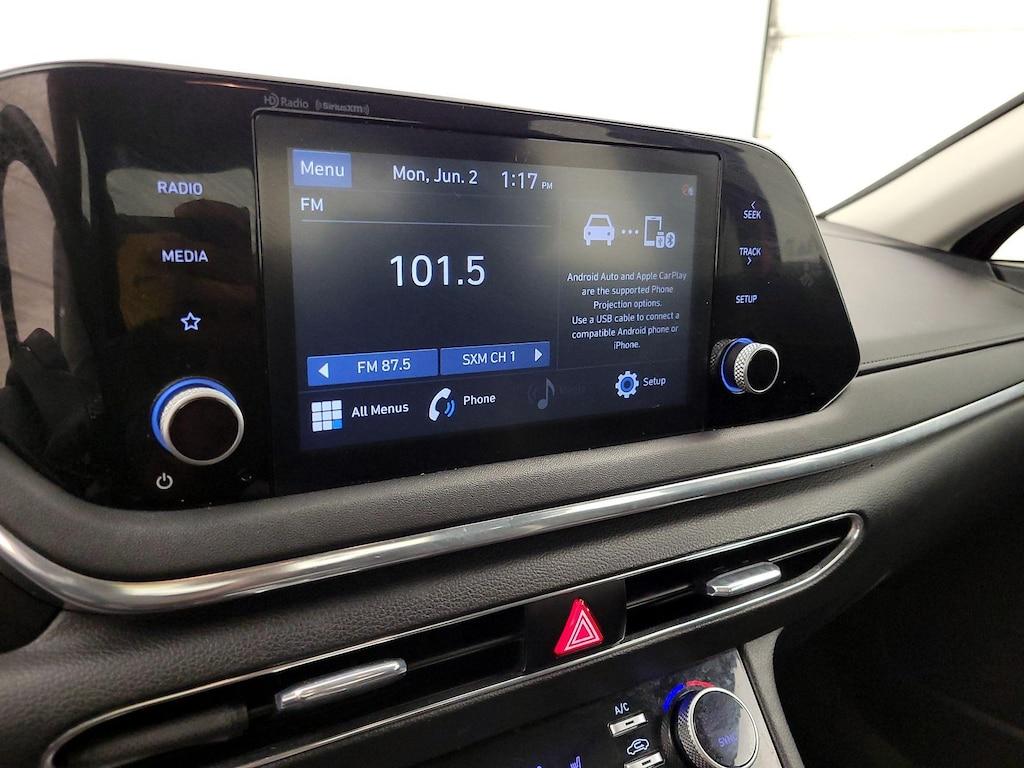 HD Radio SiriusXM
RADIO
MEDIA
Menu Mon, Jun. 2 1:17 PM
FM
101.5
FM 87.5
SXM CH 1
Android Auto and Apple CarPlay
are the supported Phone
Projection options.
Use a USB cable to connect a
compatible Android phone or
iPhone.
All Menus
Phone
Setup
SEEK
TRACK
SETUP
A/C
SYNC